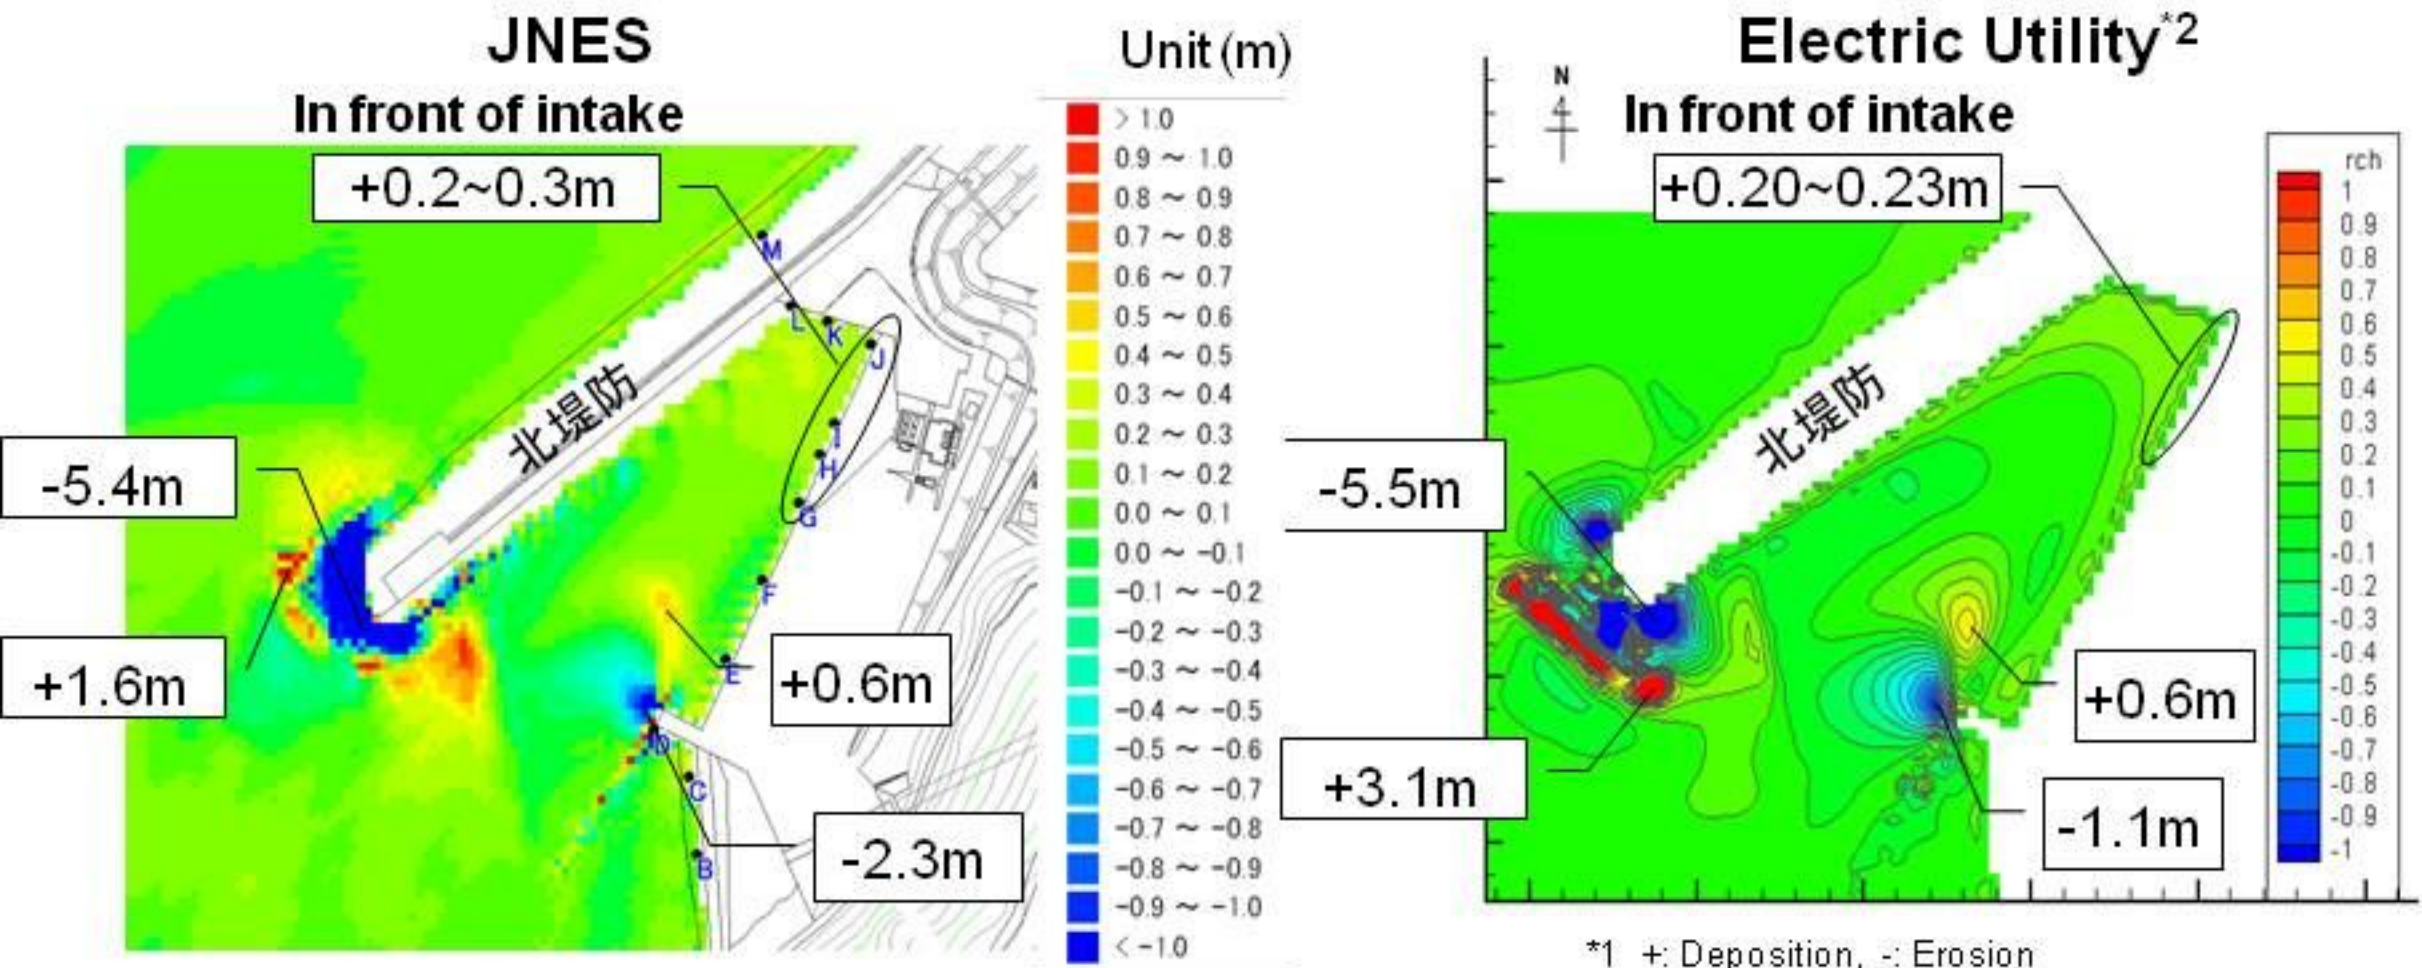 JNES
In front of intake
+0.2~0.3m
M
L
K
J
I
H
G
F
E
D
C
B
北堤防
-5.4m
+1.6m
+0.6m
-2.3m
Unit (m)
> 1.0
0.9 ~ 1.0
0.8 ~ 0.9
0.7 ~ 0.8
0.6 ~ 0.7
0.5 ~ 0.6
0.4 ~ 0.5
0.3 ~ 0.4
0.2 ~ 0.3
0.1 ~ 0.2
0.0 ~ 0.1
0.0 ~ -0.1
-0.1 ~ -0.2
-0.2 ~ -0.3
-0.3 ~ -0.4
-0.4 ~ -0.5
-0.5 ~ -0.6
-0.6 ~ -0.7
-0.7 ~ -0.8
-0.8 ~ -0.9
-0.9 ~ -1.0
< -1.0
Electric Utility*2
N
In front of intake
+0.20~0.23m
北堤防
-5.5m
+3.1m
+0.6m
-1.1m
rch
1
0.9
0.8
0.7
0.6
0.5
0.4
0.3
0.2
0.1
0
-0.1
-0.2
-0.3
-0.4
-0.5
-0.6
-0.7
-0.8
-0.9
-1
*1 +: Deposition, -: Erosion